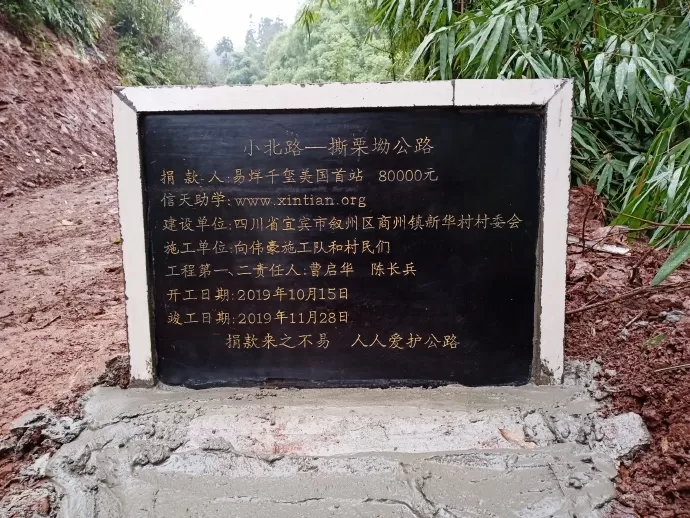 小北路—撕栗坳公路
捐款人:易烊千玺美国首站 80000元
信天助学:www.xintian.org
建设单位:四川省宜宾市叙州区商州镇新华村村委会
施工单位:向伟豪施工队和村民们
工程第一、二责任人:曹启华 陈长兵
开工日期:2019年10月15日
竣工日期:2019年11月28日
捐款来之不易 人人爱护公路